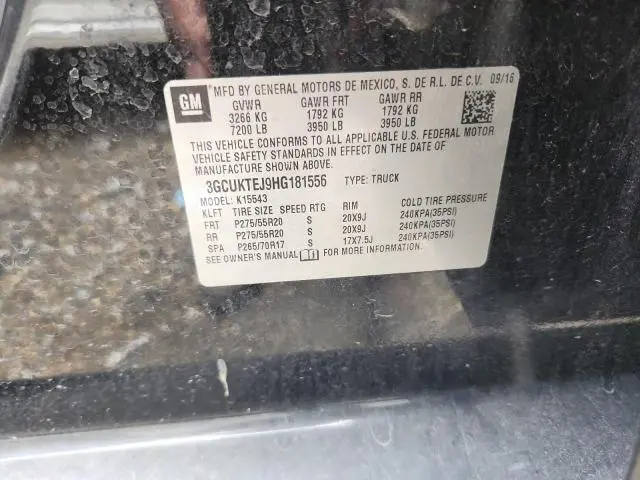 GM
MFD BY GENERAL MOTORS DE MEXICO, S. DE R.L. DE C.V. 09/16
GVWR GAWR FRT GAWR RR
3266 KG 1792 KG 1792 KG
7200 LB 3950 LB 3950 LB
THIS VEHICLE CONFORMS TO ALL APPLICABLE U.S. FEDERAL MOTOR
VEHICLE SAFETY STANDARDS IN EFFECT ON THE DATE OF
MANUFACTURE SHOWN ABOVE.
3GCUKTEJ9HG181556 TYPE: TRUCK
MODEL: K15543
KLFT TIRE SIZE SPEED RTG RIM COLD TIRE PRESSURE
FRT P275/55R20 S 20X9J 240KPA(35PSI)
RR P275/55R20 S 20X9J 240KPA(35PSI)
SPA P265/70R17 S 17X7.5J 240KPA(35PSI)
SEE OWNER'S MANUAL FOR MORE INFORMATION.